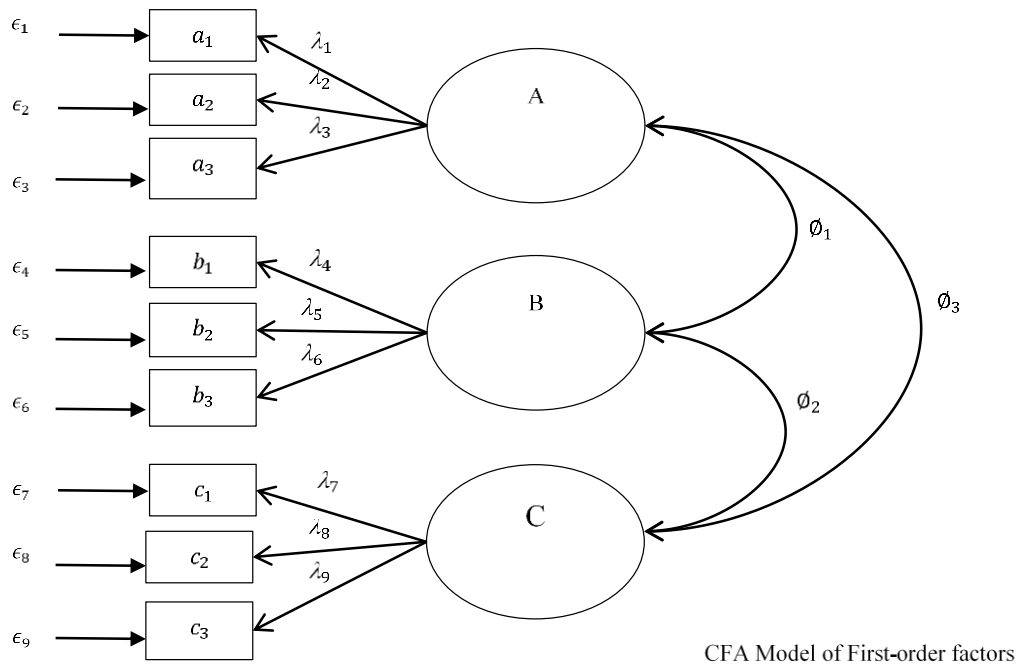 ϵ₁ a₁ λ₁
A
ϵ₂ a₂ λ₂
ϵ₃ a₃ λ₃
∅₁
ϵ₄ b₁ λ₄
B
∅₃
ϵ₅ b₂ λ₅
ϵ₆ b₃ λ₆
∅₂
ϵ₇ c₁ λ₇
C
ϵ₈ c₂ λ₈
ϵ₉ c₃ λ₉
CFA Model of First-order factors